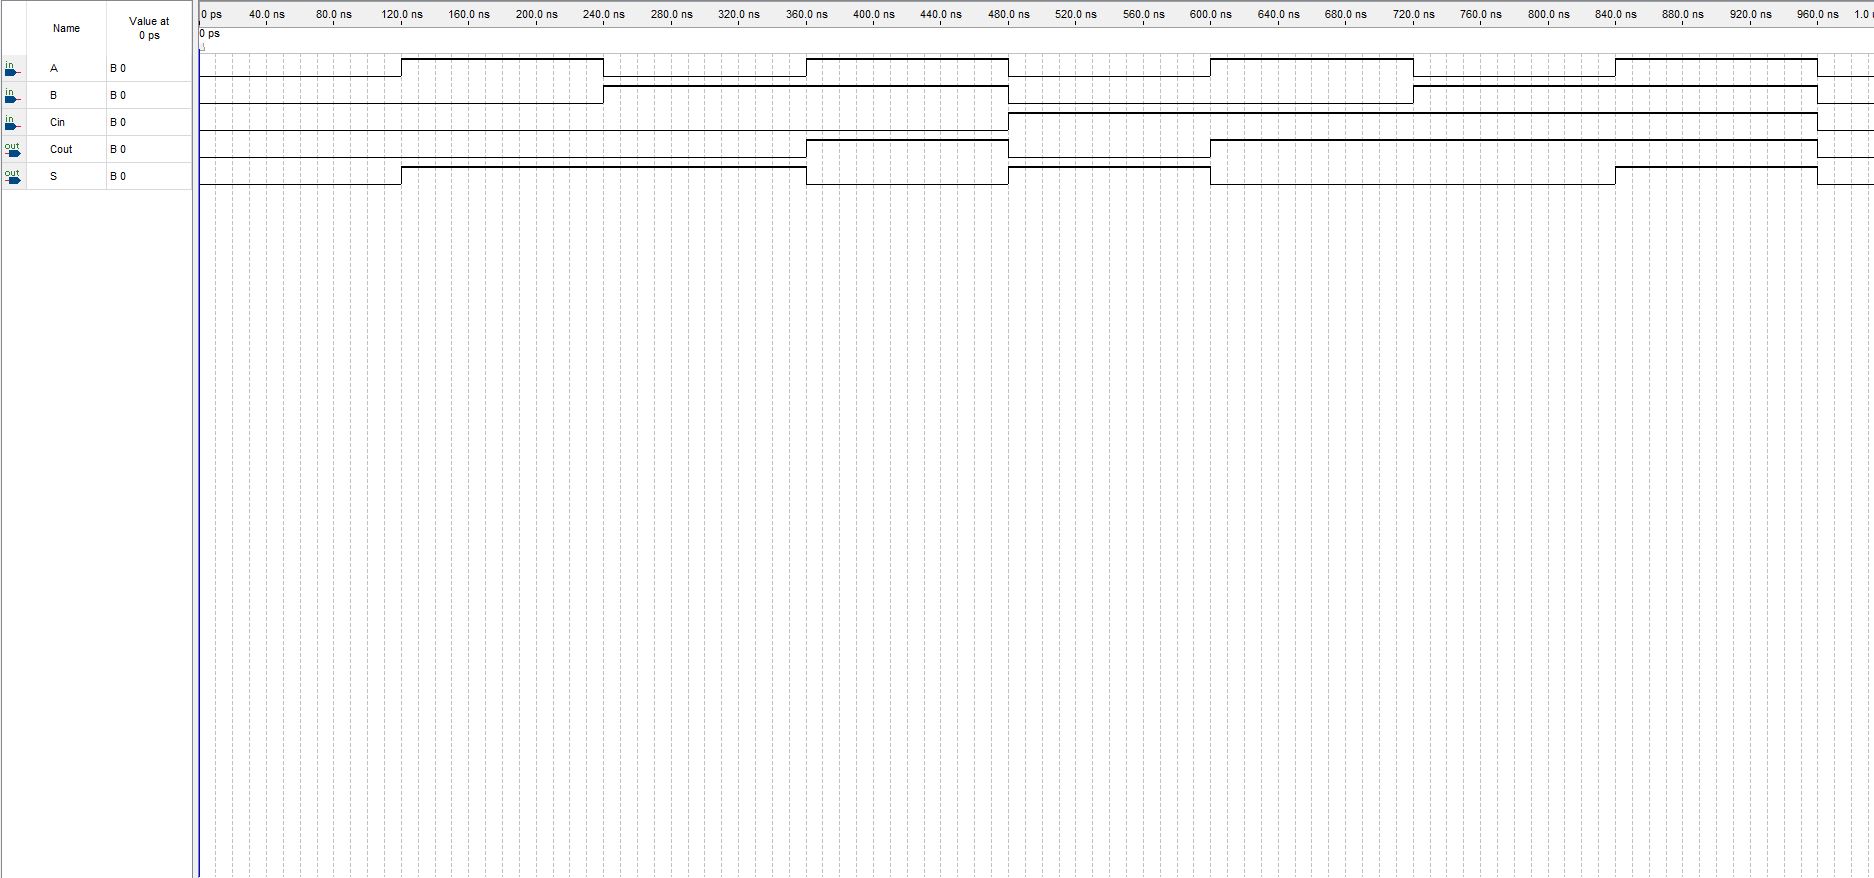 Name
Value at
0 ps
0 ps 40.0 ns 80.0 ns 120.0 ns 160.0 ns 200.0 ns 240.0 ns 280.0 ns 320.0 ns 360.0 ns 400.0 ns 440.0 ns 480.0 ns 520.0 ns 560.0 ns 600.0 ns 640.0 ns 680.0 ns 720.0 ns 760.0 ns 800.0 ns 840.0 ns 880.0 ns 920.0 ns 960.0 ns 1.0
0 ps
in A B 0
in B B 0
in Cin B 0
out Cout B 0
out S B 0